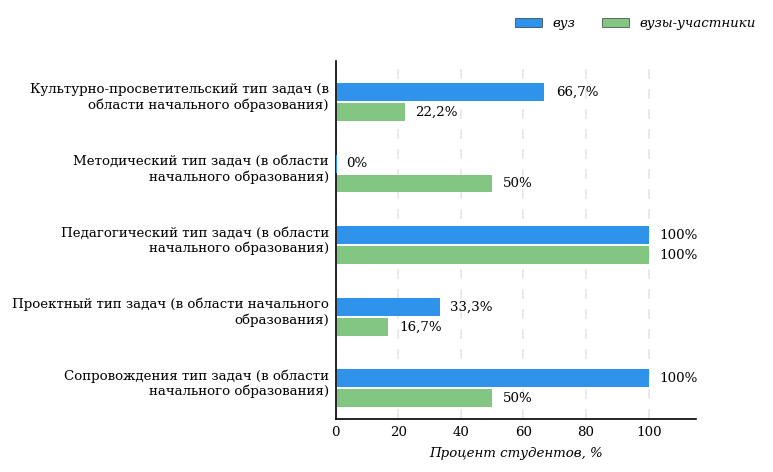 вуз вузы-участники
Культурно-просветительский тип задач (в
области начального образования)
66,7%
22,2%
Методический тип задач (в области
начального образования)
0%
50%
Педагогический тип задач (в области
начального образования)
100%
100%
Проектный тип задач (в области начального
образования)
33,3%
16,7%
Сопровождения тип задач (в области
начального образования)
100%
50%
0 20 40 60 80 100
Процент студентов, %